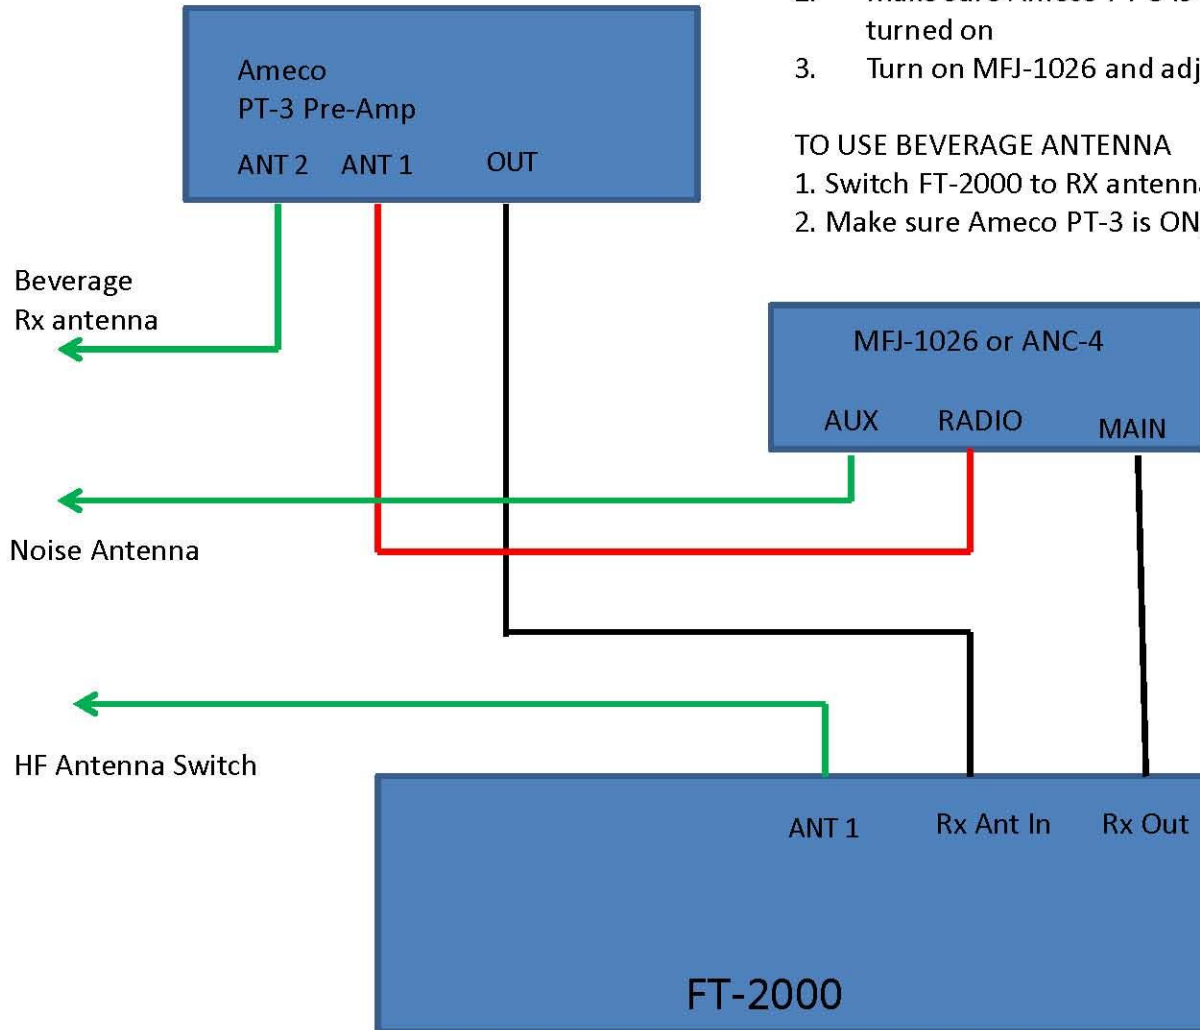 Ameco
PT-3 Pre-Amp
ANT 2 ANT 1 OUT
turned on
3. Turn on MFJ-1026 and adj
TO USE BEVERAGE ANTENNA
1. Switch FT-2000 to RX antenna
2. Make sure Ameco PT-3 is ON
Beverage
Rx antenna
MFJ-1026 or ANC-4
AUX RADIO MAIN
Noise Antenna
HF Antenna Switch
ANT 1 Rx Ant In Rx Out
FT-2000